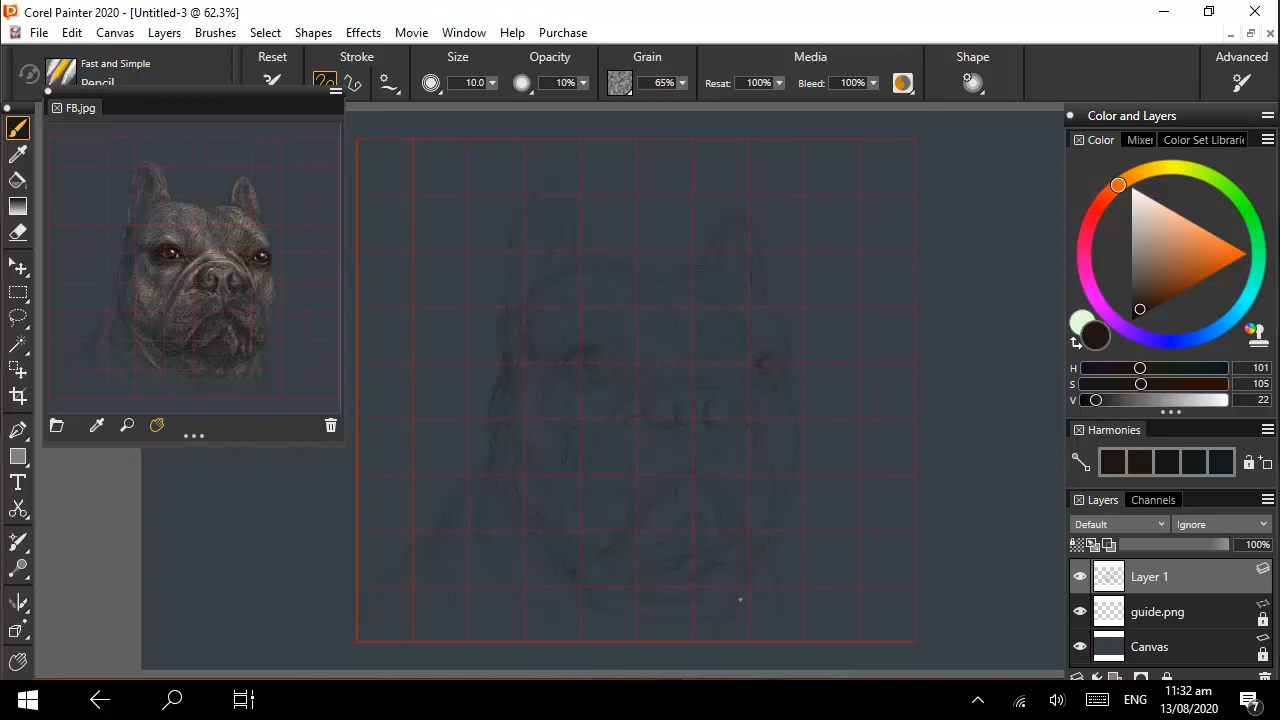 Corel Painter 2020 - [Untitled-3 @ 62.3%]
File Edit Canvas Layers Brushes Select Shapes Effects Movie Window Help Purchase
Fast and Simple
Pencil
Reset Stroke Size Opacity Grain Media Shape Advanced
10.0 10% 65% Resat: 100% Bleed: 100%
FB.jpg
Color and Layers
Color Mixer Color Set Librarie
H 101
S 105
V 22
Harmonies
Layers Channels
Default Ignore
100%
Layer 1
guide.png
Canvas
ENG
11:32 am
13/08/2020
7